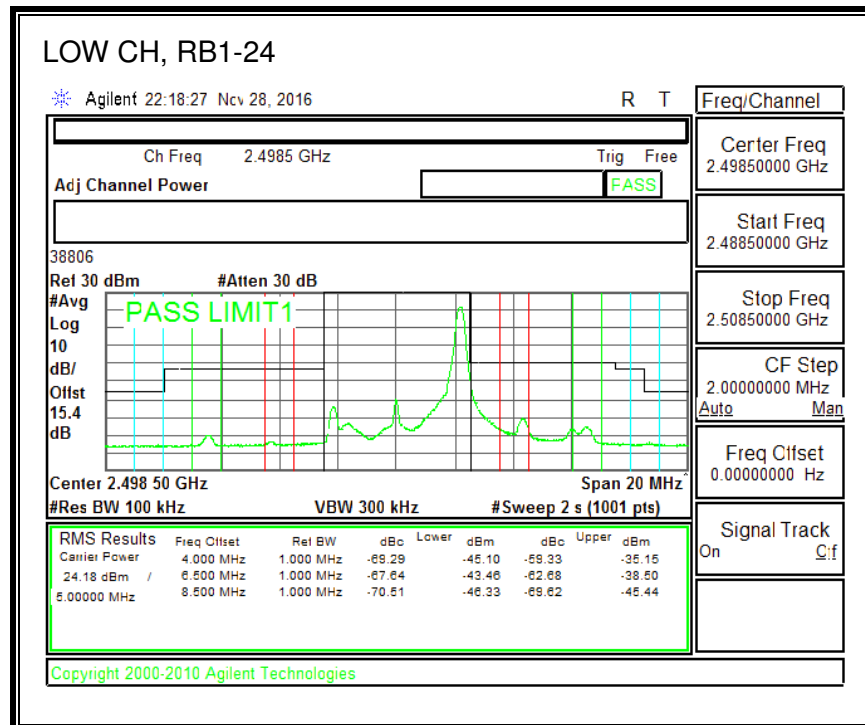 LOW CH, RB1-24
Agilent 22:18:27 Nov 28, 2016 R T
Freq/Channel
Ch Freq 2.4985 GHz Trig Free
Adj Channel Power PASS
Center Freq
2.49850000 GHz
Start Freq
2.48850000 GHz
Stop Freq
2.50850000 GHz
CF Step
2.00000000 MHz
Auto Man
Freq Offset
0.00000000 Hz
Signal Track
On Off
38806
Ref 30 dBm #Atten 30 dB
#Avg
Log
10
dB/
Offst
15.4
dB
PASS LIMIT1
Center 2.498 50 GHz Span 20 MHz
#Res BW 100 kHz VBW 300 kHz #Sweep 2 s (1001 pts)
RMS Results Freq Offset Ref BW dBc Lower dBm dBc Upper dBm
Carrier Power 4.000 MHz 1.000 MHz -69.29 -45.10 -59.33 -35.15
24.18 dBm / 6.500 MHz 1.000 MHz -67.64 -43.46 -62.68 -38.50
5.00000 MHz 8.500 MHz 1.000 MHz -70.51 -46.33 -69.62 -45.44
Copyright 2000-2010 Agilent Technologies